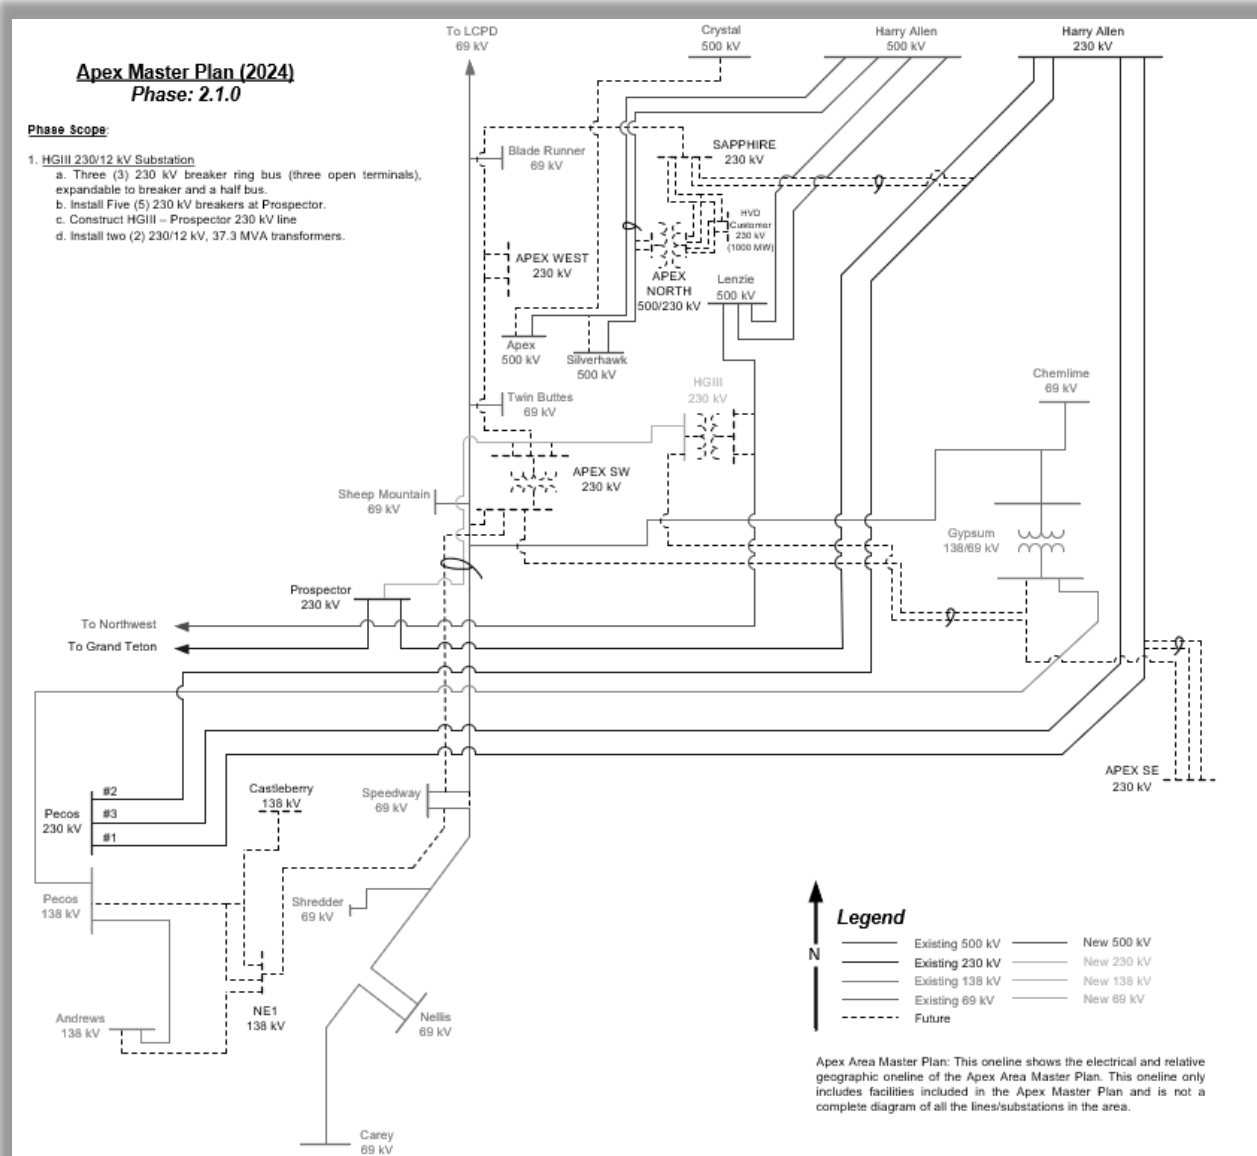 To LCPD
69 kV
Crystal
500 kV
Harry Allen
500 kV
Harry Allen
230 kV
Apex Master Plan (2024)
Phase: 2.1.0
Phase Scope:
1. HGIII 230/12 kV Substation
a. Three (3) 230 kV breaker ring bus (three open terminals),
expandable to breaker and a half bus.
b. Install Five (5) 230 kV breakers at Prospector.
c. Construct HGIII – Prospector 230 kV line
d. Install two (2) 230/12 kV, 37.3 MVA transformers.
Blade Runner
69 kV
SAPPHIRE
230 kV
HVD
Customer
230 kV
(1000 MW)
APEX WEST
230 kV
APEX
NORTH
500/230 kV
Lenzie
500 kV
Apex
500 kV
Silverhawk
500 kV
HGIII
230 kV
Chemlime
69 kV
Twin Buttes
69 kV
APEX SW
230 kV
Sheep Mountain
69 kV
Gypsum
138/69 kV
Prospector
230 kV
To Northwest
To Grand Teton
APEX SE
230 kV
Castleberry
138 kV
Speedway
69 kV
#2
Pecos
230 kV
#3
#1
Pecos
138 kV
Shredder
69 kV
NE1
138 kV
Andrews
138 kV
Nellis
69 kV
Carey
69 kV
N
Legend
Existing 500 kV
New 500 kV
Existing 230 kV
New 230 kV
Existing 138 kV
New 138 kV
Existing 69 kV
New 69 kV
Future
Apex Area Master Plan: This oneline shows the electrical and relative
geographic oneline of the Apex Area Master Plan. This oneline only
includes facilities included in the Apex Master Plan and is not a
complete diagram of all the lines/substations in the area.